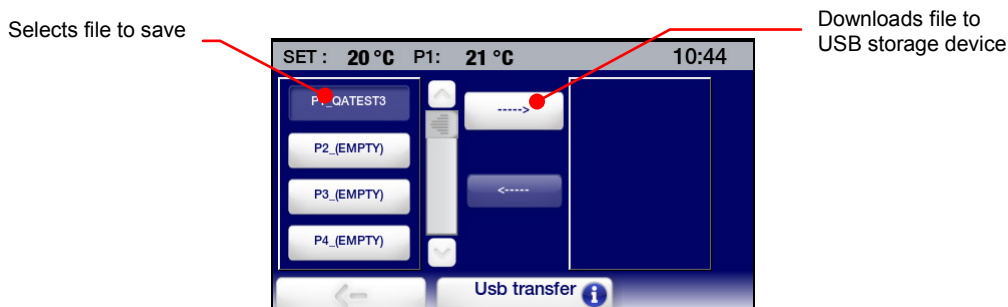 Selects file to save
Downloads file to
USB storage device
SET : 20 °C P1: 21 °C 10:44
P1_QATEST3
----->
P2_(EMPTY)
P3_(EMPTY)
<-----
P4_(EMPTY)
Usb transfer